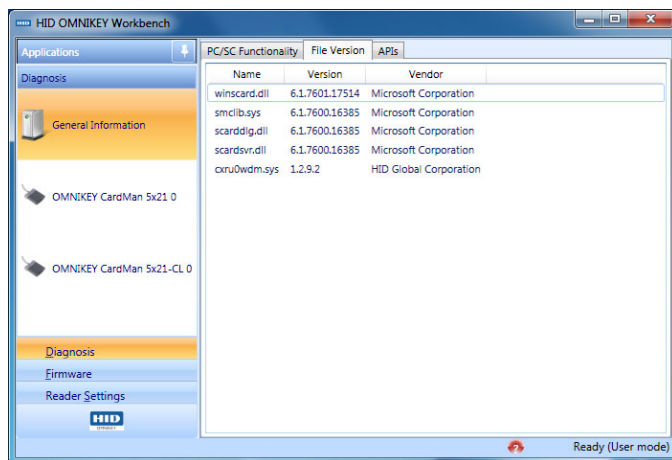 HID OMNIKEY Workbench
Applications
Diagnosis
General Information
OMNIKEY CardMan 5x21 0
OMNIKEY CardMan 5x21-CL 0
Diagnosis
Firmware
Reader Settings
HID
PC/SC Functionality File Version APIs
Name Version Vendor
winscard.dll 6.1.7601.17514 Microsoft Corporation
smclib.sys 6.1.7600.16385 Microsoft Corporation
scarddlg.dll 6.1.7600.16385 Microsoft Corporation
scardsvr.dll 6.1.7600.16385 Microsoft Corporation
cxru0wdm.sys 1.2.9.2 HID Global Corporation
Ready (User mode)